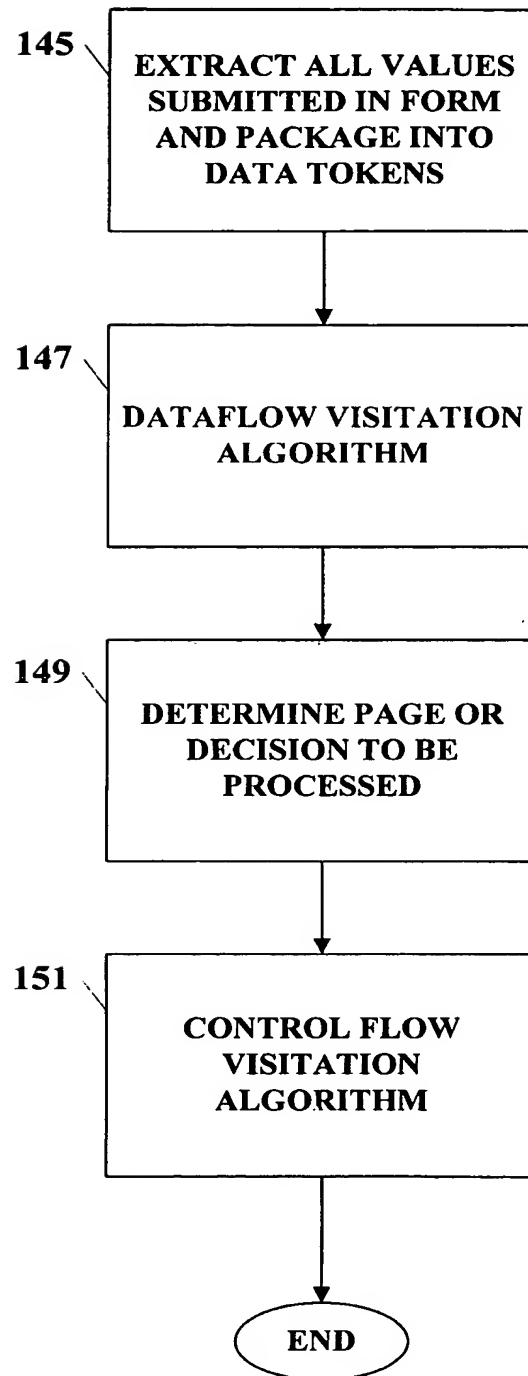 145
EXTRACT ALL VALUES
SUBMITTED IN FORM
AND PACKAGE INTO
DATA TOKENS
147
DATAFLOW VISITATION
ALGORITHM
149
DETERMINE PAGE OR
DECISION TO BE
PROCESSED
151
CONTROL FLOW
VISITATION
ALGORITHM
END